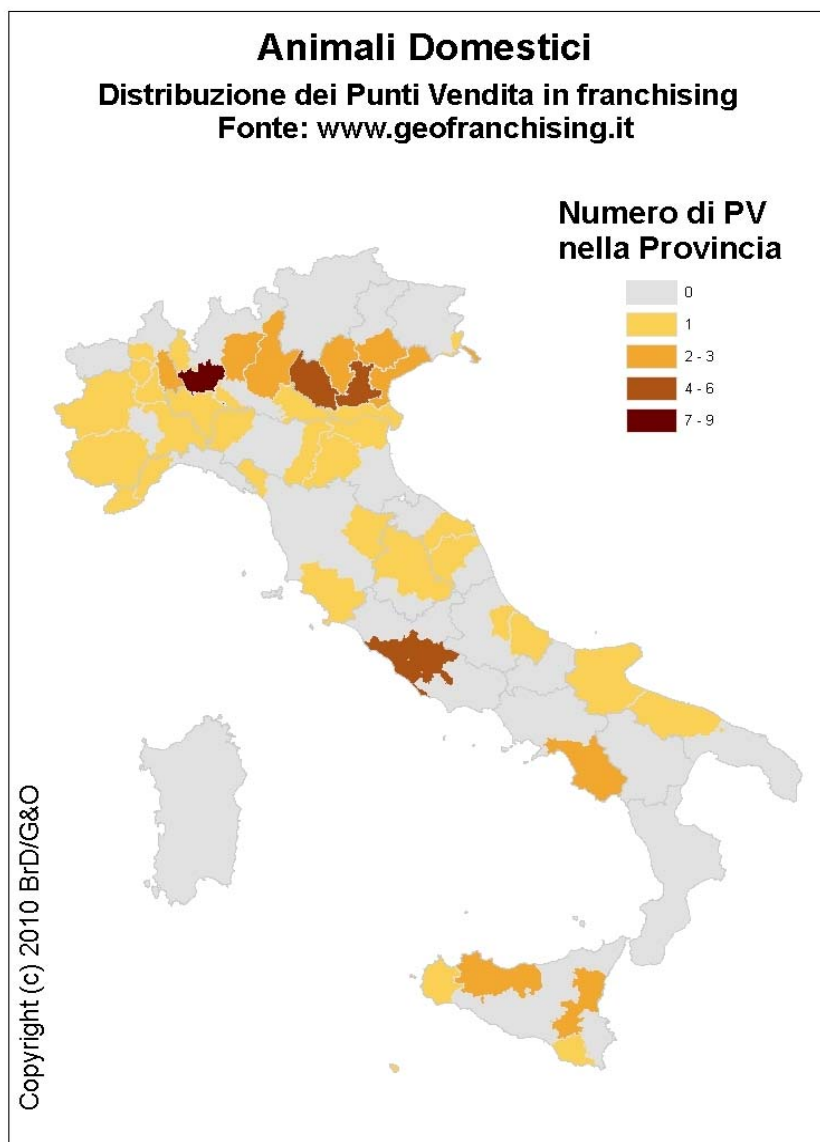 Animali Domestici
Distribuzione dei Punti Vendita in franchising
Fonte: www.geofranchising.it
Numero di PV
nella Provincia
0
1
2 - 3
4 - 6
7 - 9
Copyright (c) 2010 BrD/G&O